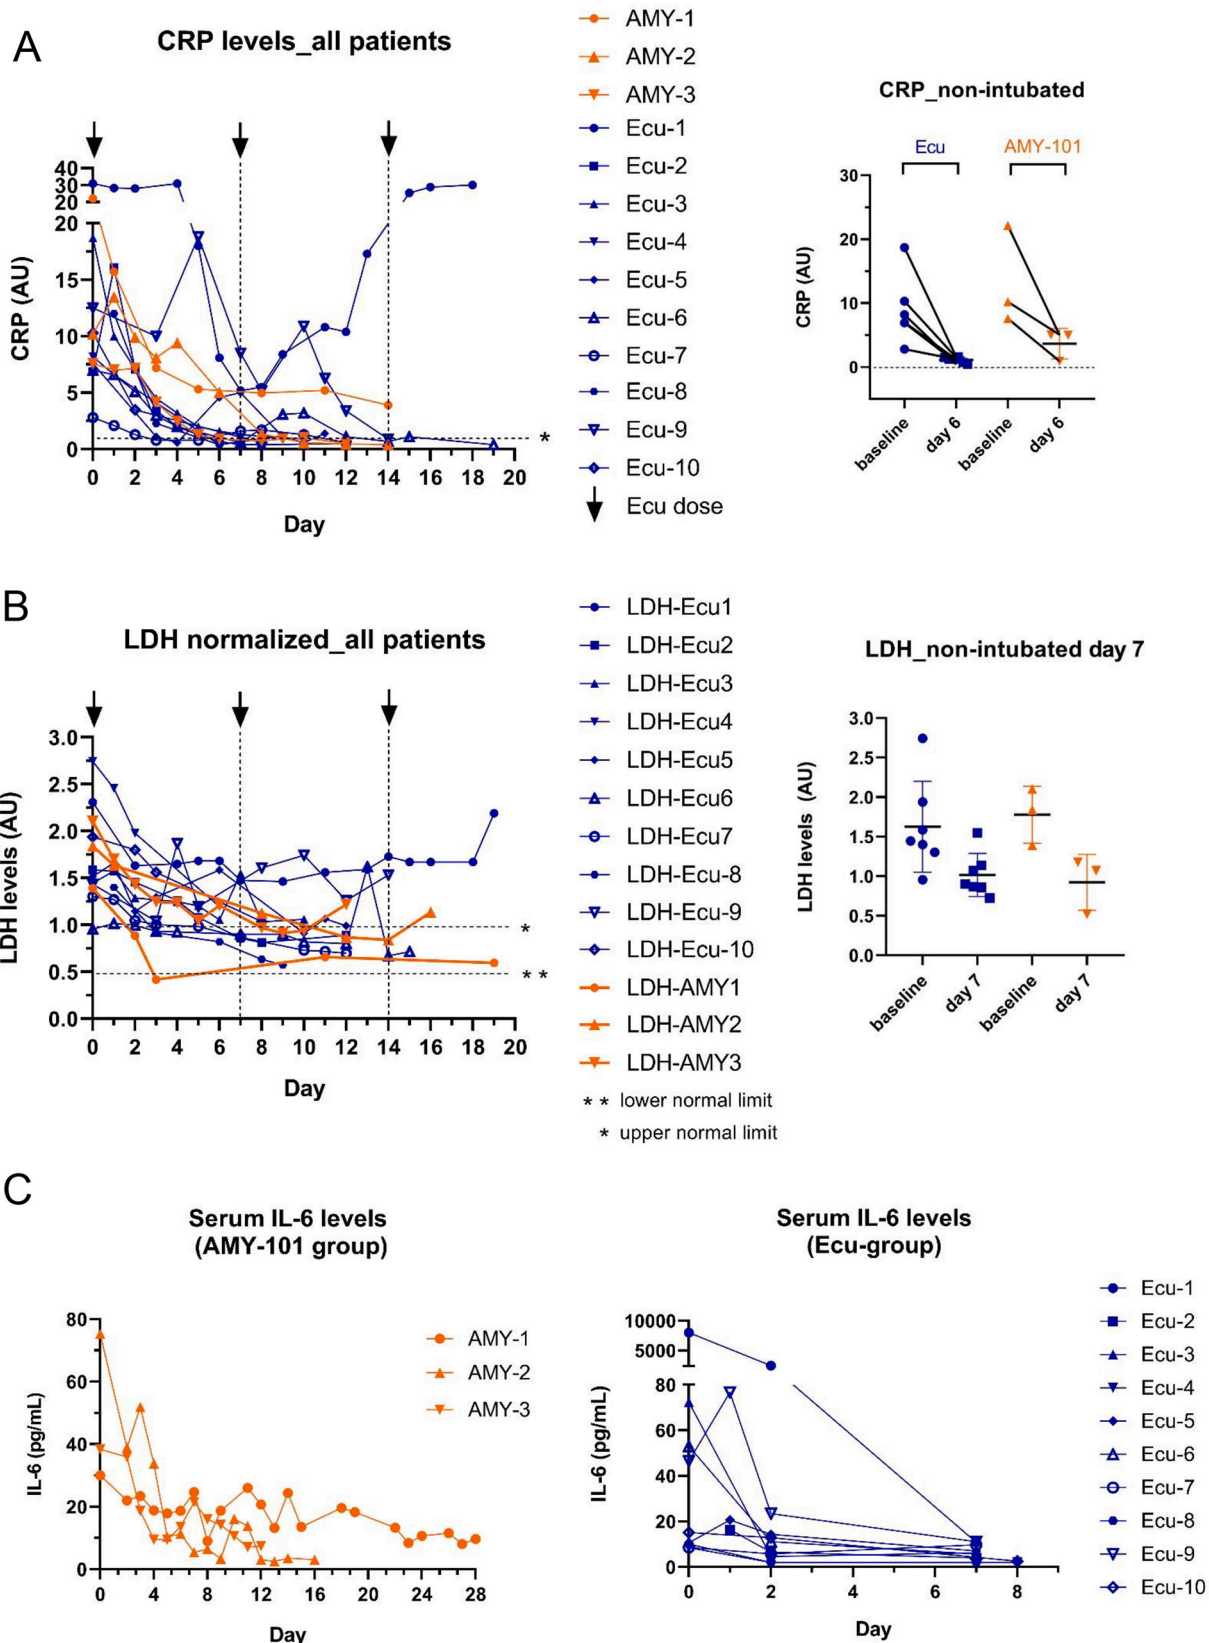 A
CRP levels_all patients
40
30
20
20
15
10
5
0
CRP (AU)
0 2 4 6 8 10 12 14 16 18 20
*
Day
AMY-1
AMY-2
AMY-3
Ecu-1
Ecu-2
Ecu-3
Ecu-4
Ecu-5
Ecu-6
Ecu-7
Ecu-8
Ecu-9
Ecu-10
Ecu dose
CRP_non-intubated
Ecu AMY-101
30
20
10
0
CRP (AU)
baseline day 6 baseline day 6
B
LDH normalized_all patients
3.0
2.5
2.0
1.5
1.0
0.5
0.0
LDH levels (AU)
*
* *
0 2 4 6 8 10 12 14 16 18 20
Day
LDH-Ecu1
LDH-Ecu2
LDH-Ecu3
LDH-Ecu4
LDH-Ecu5
LDH-Ecu6
LDH-Ecu7
LDH-Ecu-8
LDH-Ecu-9
LDH-Ecu-10
LDH-AMY1
LDH-AMY2
LDH-AMY3
* * lower normal limit
* upper normal limit
LDH_non-intubated day 7
3.0
2.5
2.0
1.5
1.0
0.5
0.0
LDH levels (AU)
baseline day 7 baseline day 7
C
Serum IL-6 levels
(AMY-101 group)
80
60
40
20
0
IL-6 (pg/mL)
0 4 8 12 16 20 24 28
Day
AMY-1
AMY-2
AMY-3
Serum IL-6 levels
(Ecu-group)
10000
5000
80
60
40
20
0
IL-6 (pg/mL)
0 2 4 6 8
Day
Ecu-1
Ecu-2
Ecu-3
Ecu-4
Ecu-5
Ecu-6
Ecu-7
Ecu-8
Ecu-9
Ecu-10